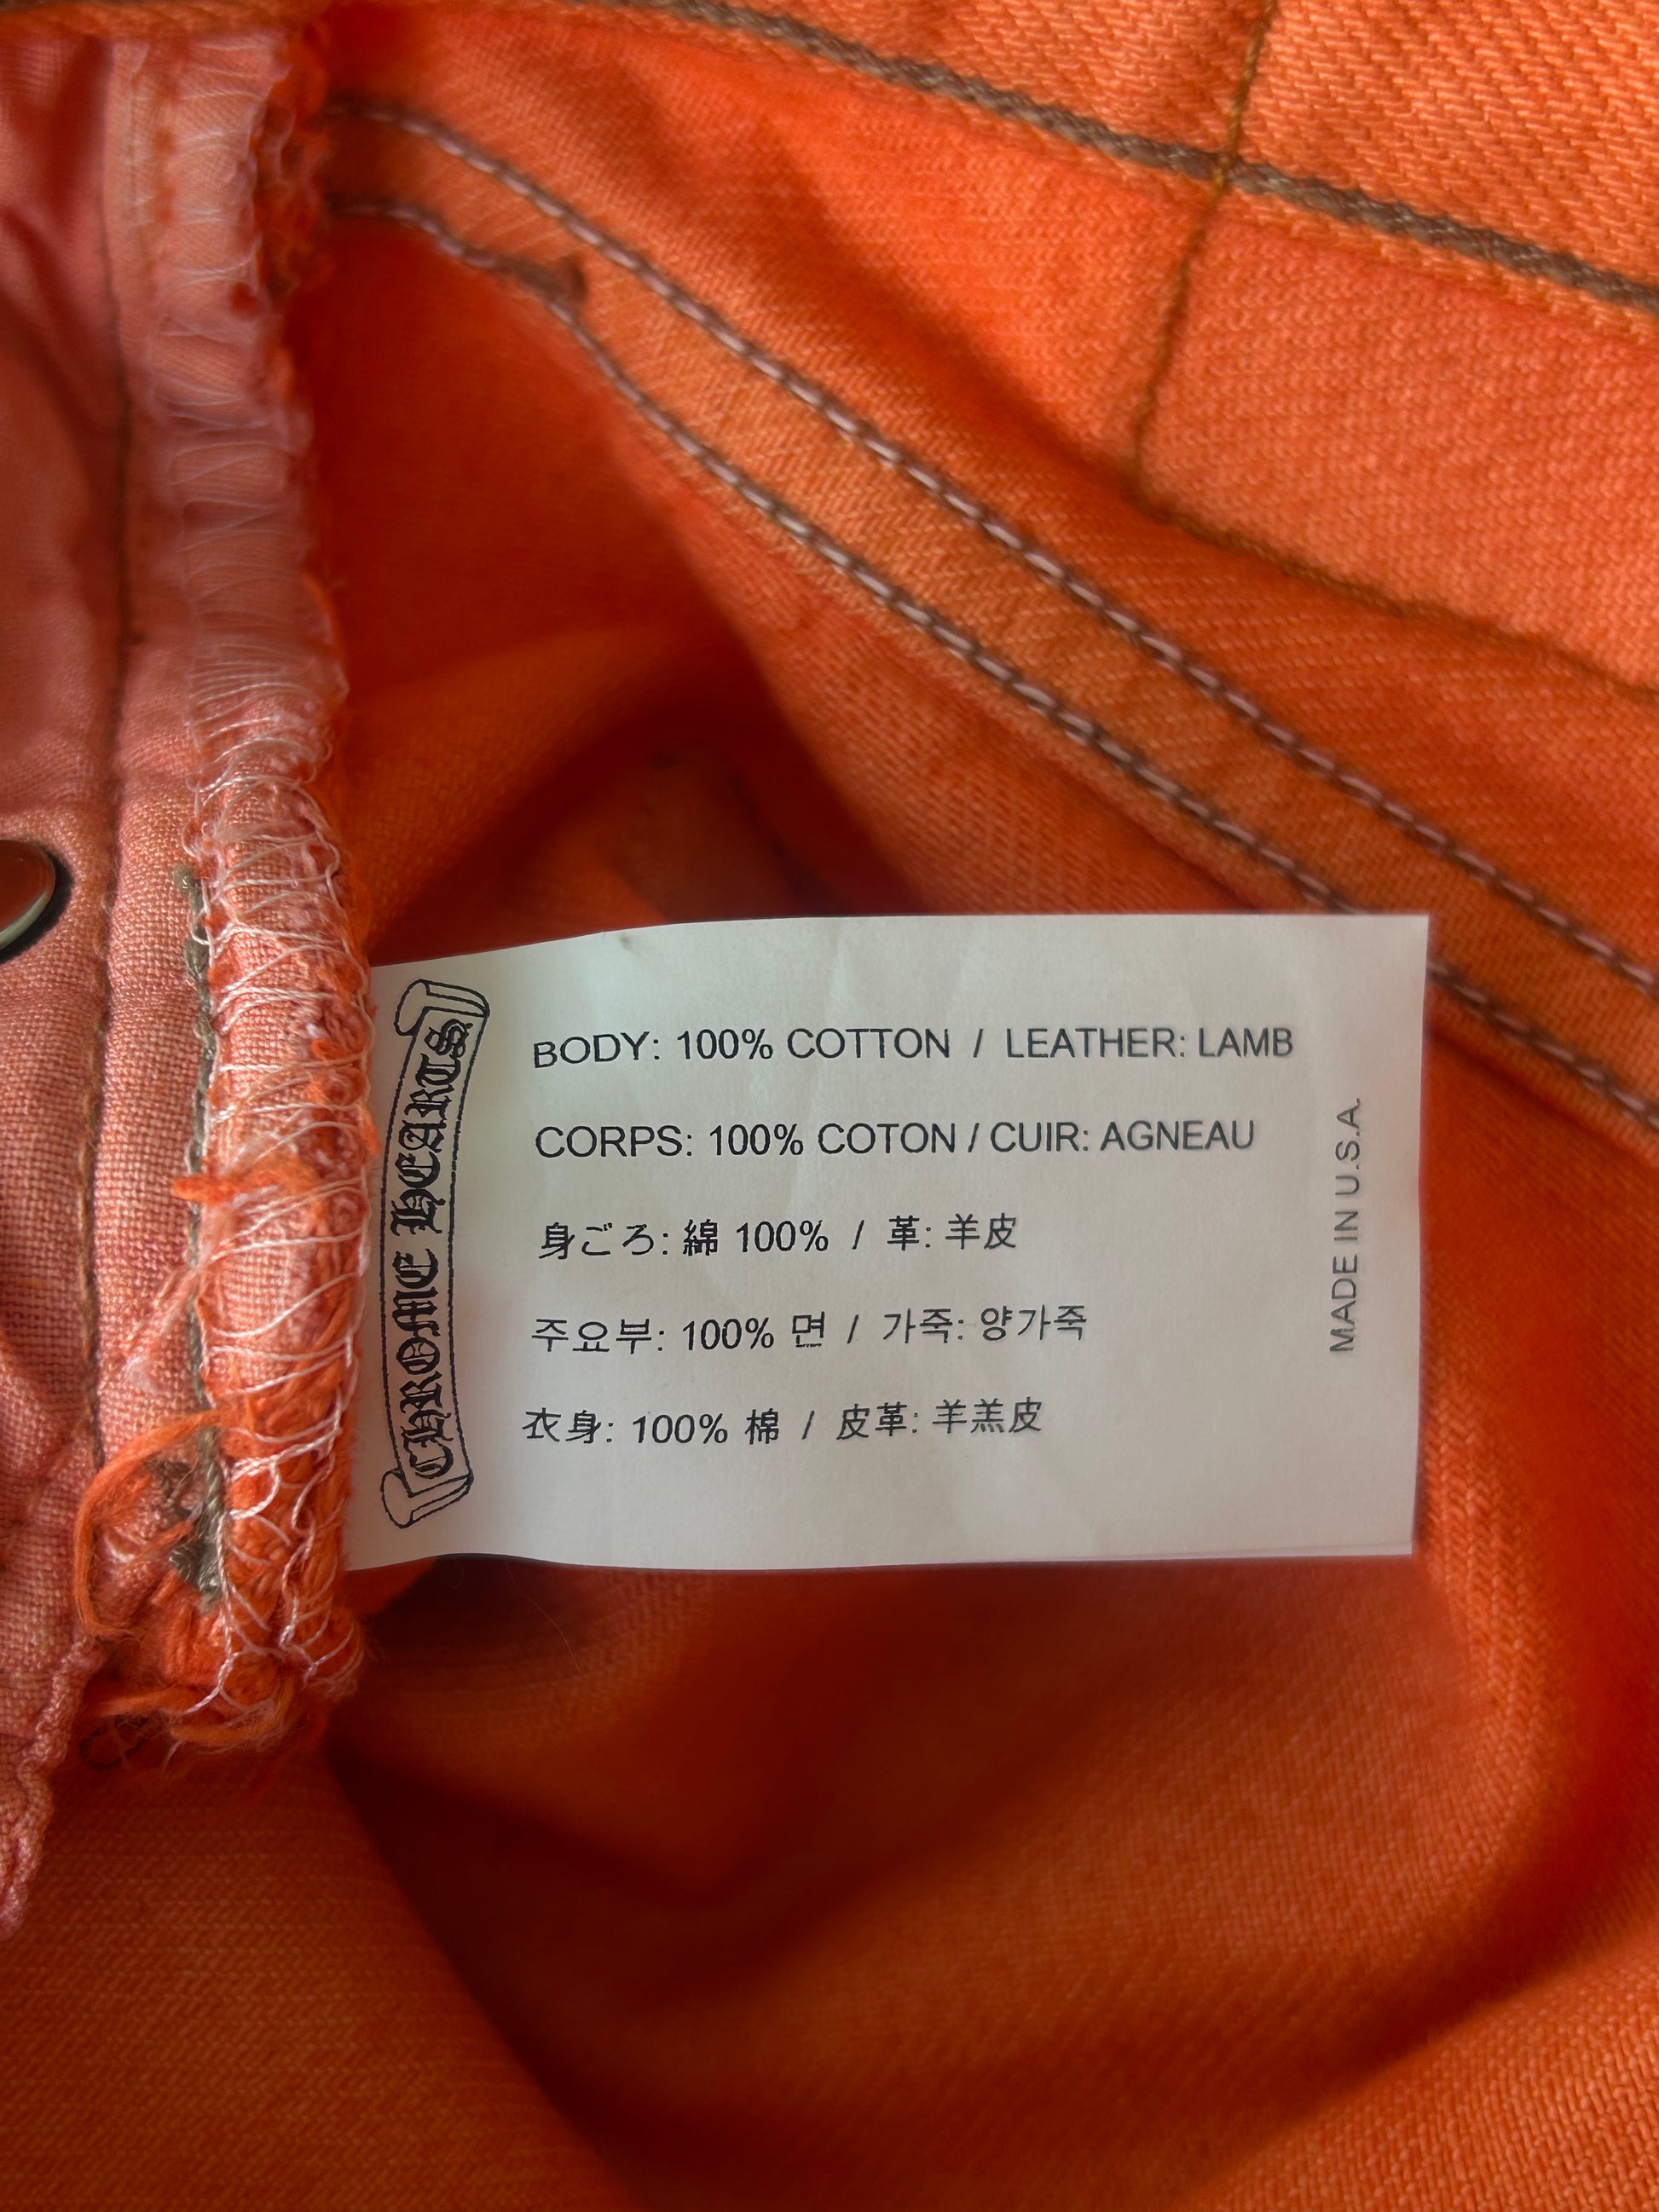 CHROME HEARTS
BODY: 100% COTTON / LEATHER: LAMB
CORPS: 100% COTON / CUIR: AGNEAU
身ごろ: 綿 100% / 革: 羊皮
주요부: 100% 면 / 가죽: 양가죽
衣身: 100% 棉 / 皮革: 羊羔皮
MADE IN U.S.A.